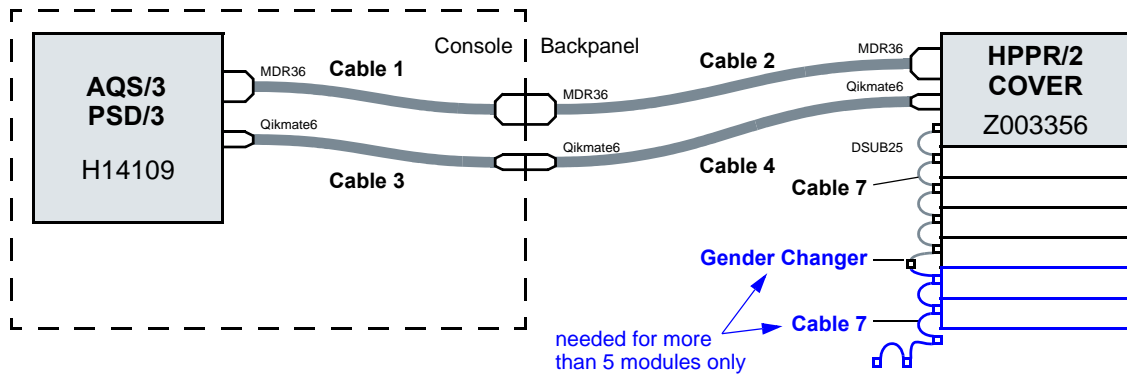 AQS/3
PSD/3
H14109
MDR36
Cable 1
Qikmate6
Cable 3
Console
Backpanel
MDR36
Cable 2
MDR36
Qikmate6
Qikmate6
Cable 4
HPPR/2
COVER
Z003356
DSUB25
Cable 7
Gender Changer
Cable 7
needed for more
than 5 modules only